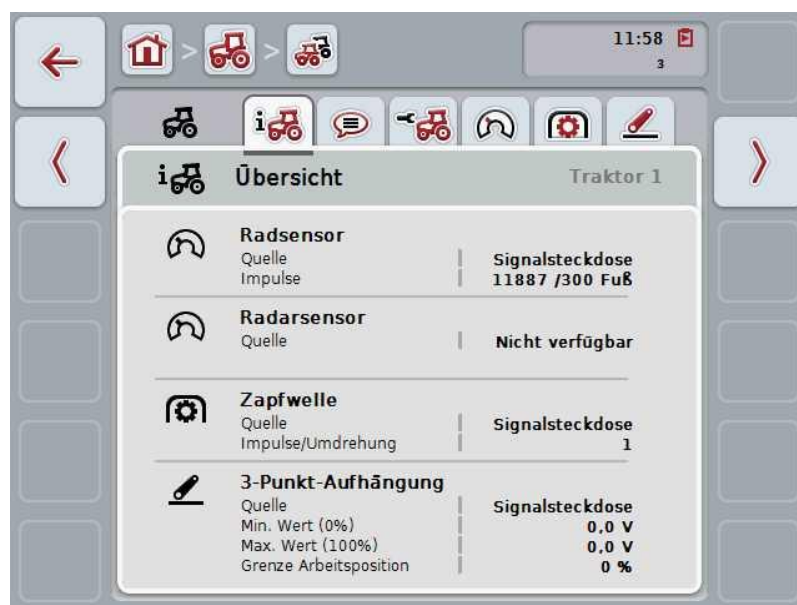 11:58
3
i
i Übersicht Traktor 1
Radsensor
Quelle Signalsteckdose
Impulse 11887 /300 Fuß
Radarsensor
Quelle Nicht verfügbar
Zapfwelle
Quelle Signalsteckdose
Impulse/Umdrehung 1
3-Punkt-Aufhängung
Quelle Signalsteckdose
Min. Wert (0%) 0,0 V
Max. Wert (100%) 0,0 V
Grenze Arbeitsposition 0 %